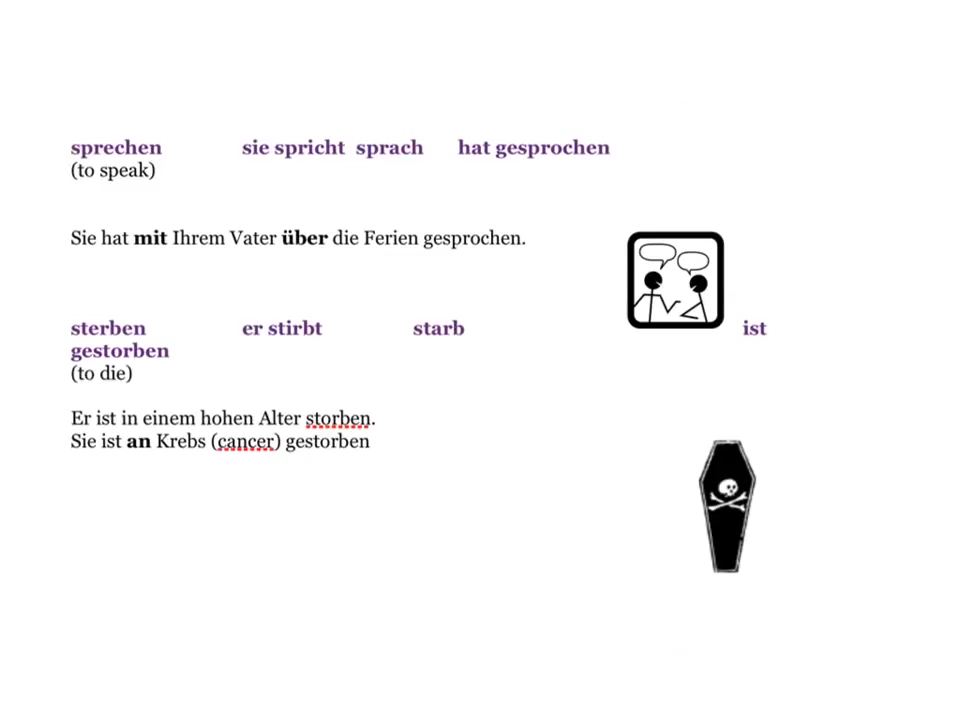 sprechen sie spricht sprach hat gesprochen
(to speak)
Sie hat mit Ihrem Vater über die Ferien gesprochen.
sterben er stirbt starb ist
gestorben
(to die)
Er ist in einem hohen Alter storben.
Sie ist an Krebs (cancer) gestorben